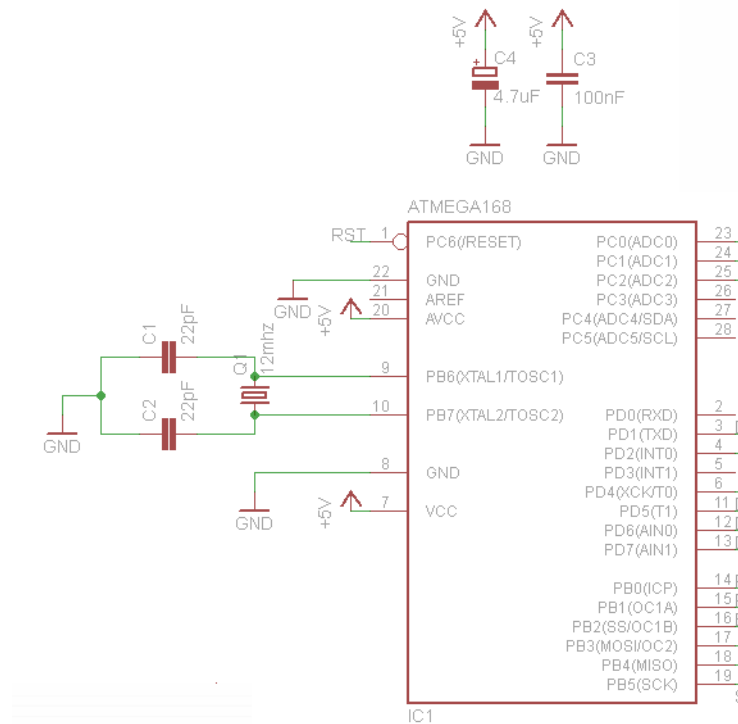 +5V
+5V
C4
C3
+
4.7uF
100nF
GND
GND
ATMEGA168
RST
1
PC6(/RESET)
PC0(ADC0)
23
PC1(ADC1)
24
22
GND
PC2(ADC2)
25
21
AREF
PC3(ADC3)
26
GND
+5V
20
AVCC
PC4(ADC4/SDA)
27
PC5(ADC5/SCL)
28
C1
22pF
Q1
12mhz
9
PB6(XTAL1/TOSC1)
C2
22pF
10
PB7(XTAL2/TOSC2)
PD0(RXD)
2
GND
PD1(TXD)
3
PD2(INT0)
4
8
GND
PD3(INT1)
5
PD4(XCK/T0)
6
GND
+5V
7
VCC
PD5(T1)
11
PD6(AIN0)
12
PD7(AIN1)
13
PB0(ICP)
14
PB1(OC1A)
15
PB2(SS/OC1B)
16
PB3(MOSI/OC2)
17
PB4(MISO)
18
PB5(SCK)
19
IC1